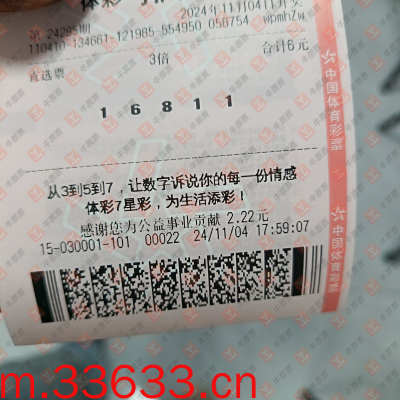 体彩
第 24295期
2024年11月04日开奖
110410-134661-121985-554950 058754 wpmhZw
直选票
3倍
合计6元
1 6 8 1 1
从3到5到7，让数字诉说你的每一份情感
体彩7星彩，为生活添彩！
感谢您为公益事业贡献 2.22元
15-030001-101 00022 24/11/04 17:59:07
中国体育彩票
中国体育彩票
m.33633.cn